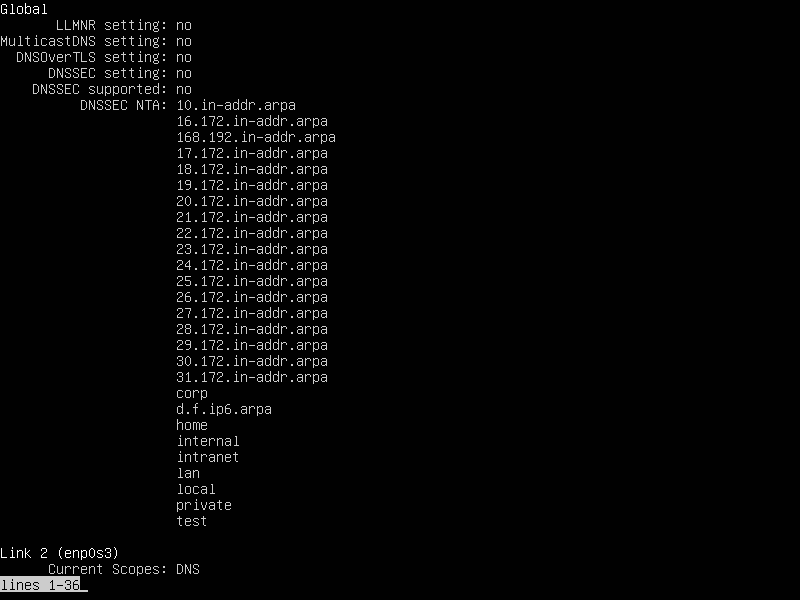 Global
LLMNR setting: no
MulticastDNS setting: no
DNSOverTLS setting: no
DNSSEC setting: no
DNSSEC supported: no
DNSSEC NTA: 10.in-addr.arpa
16.172.in-addr.arpa
168.192.in-addr.arpa
17.172.in-addr.arpa
18.172.in-addr.arpa
19.172.in-addr.arpa
20.172.in-addr.arpa
21.172.in-addr.arpa
22.172.in-addr.arpa
23.172.in-addr.arpa
24.172.in-addr.arpa
25.172.in-addr.arpa
26.172.in-addr.arpa
27.172.in-addr.arpa
28.172.in-addr.arpa
29.172.in-addr.arpa
30.172.in-addr.arpa
31.172.in-addr.arpa
corp
d.f.ip6.arpa
home
internal
intranet
lan
local
private
test
Link 2 (enp0s3)
Current Scopes: DNS
lines 1-36